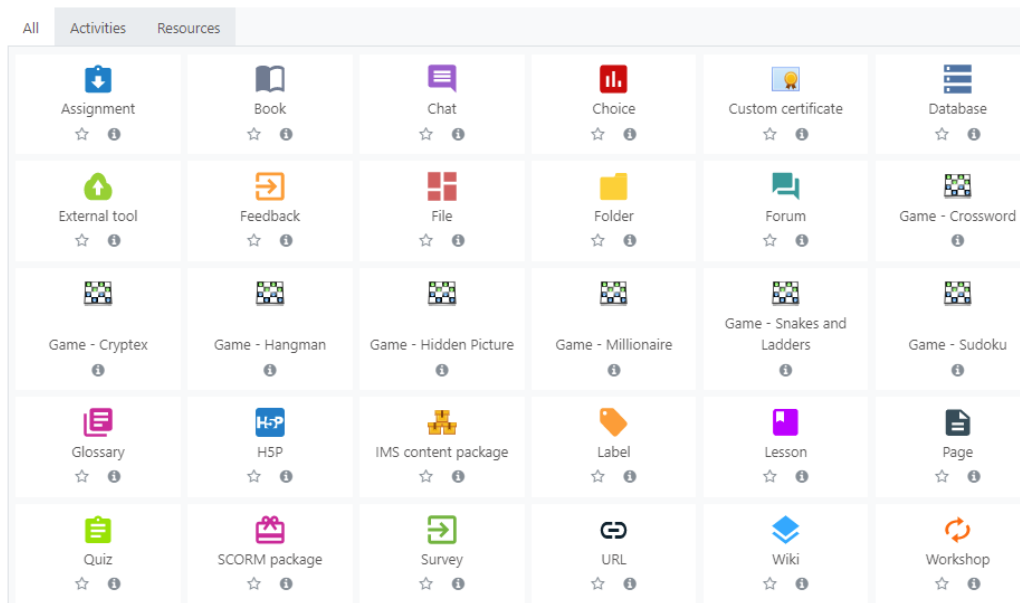 All Activities Resources
Assignment Book Chat Choice Custom certificate Database
External tool Feedback File Folder Forum Game - Crossword
Game - Cryptex Game - Hangman Game - Hidden Picture Game - Millionaire Game - Snakes and Ladders Game - Sudoku
H5P
Glossary H5P IMS content package Label Lesson Page
Quiz SCORM package Survey URL Wiki Workshop